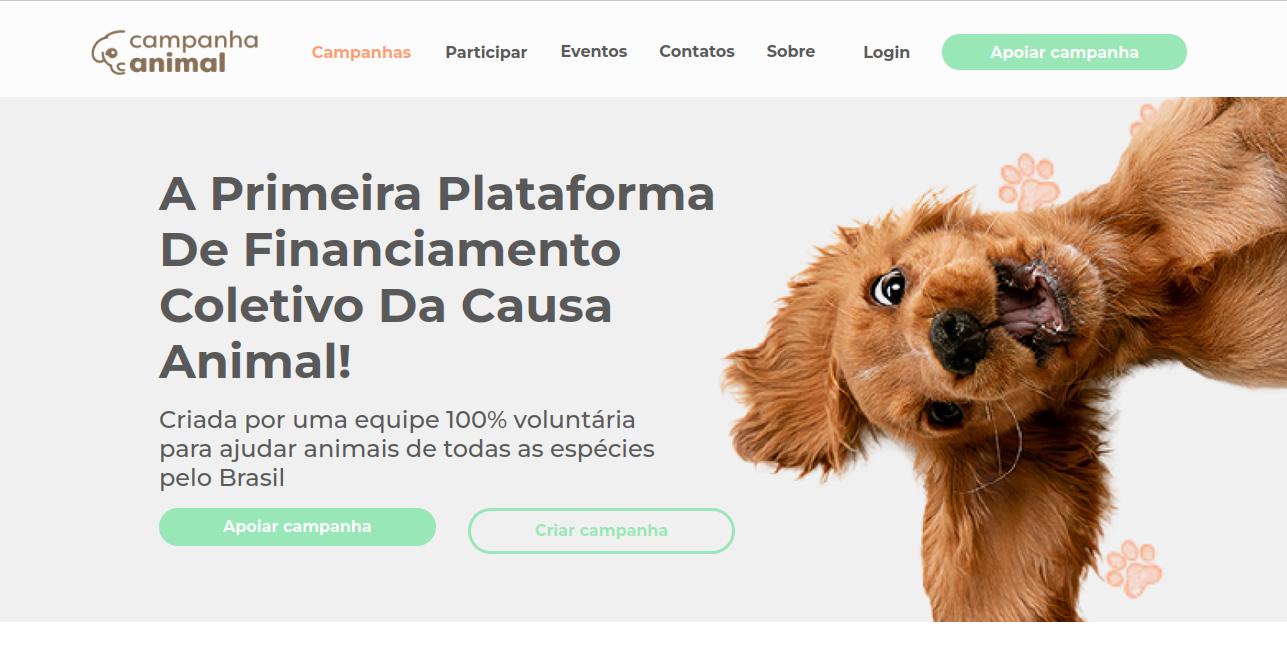 campanha
animal
Campanhas
Participar
Eventos
Contatos
Sobre
Login
Apoiar campanha
A Primeira Plataforma
De Financiamento
Coletivo Da Causa
Animal!
Criada por uma equipe 100% voluntária
para ajudar animais de todas as espécies
pelo Brasil
Apoiar campanha
Criar campanha